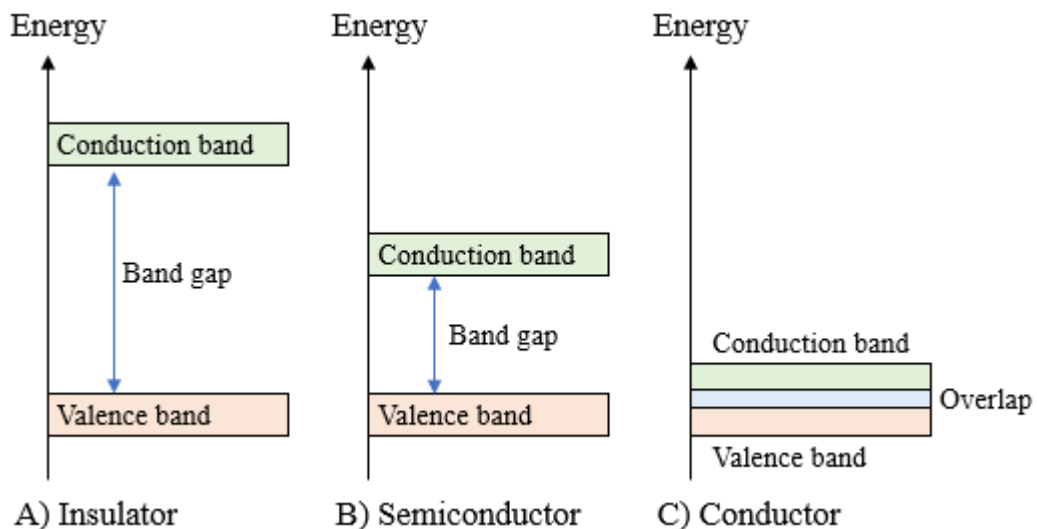 Energy
Conduction band
Band gap
Valence band
A) Insulator
Energy
Conduction band
Band gap
Valence band
B) Semiconductor
Energy
Conduction band
Overlap
Valence band
C) Conductor